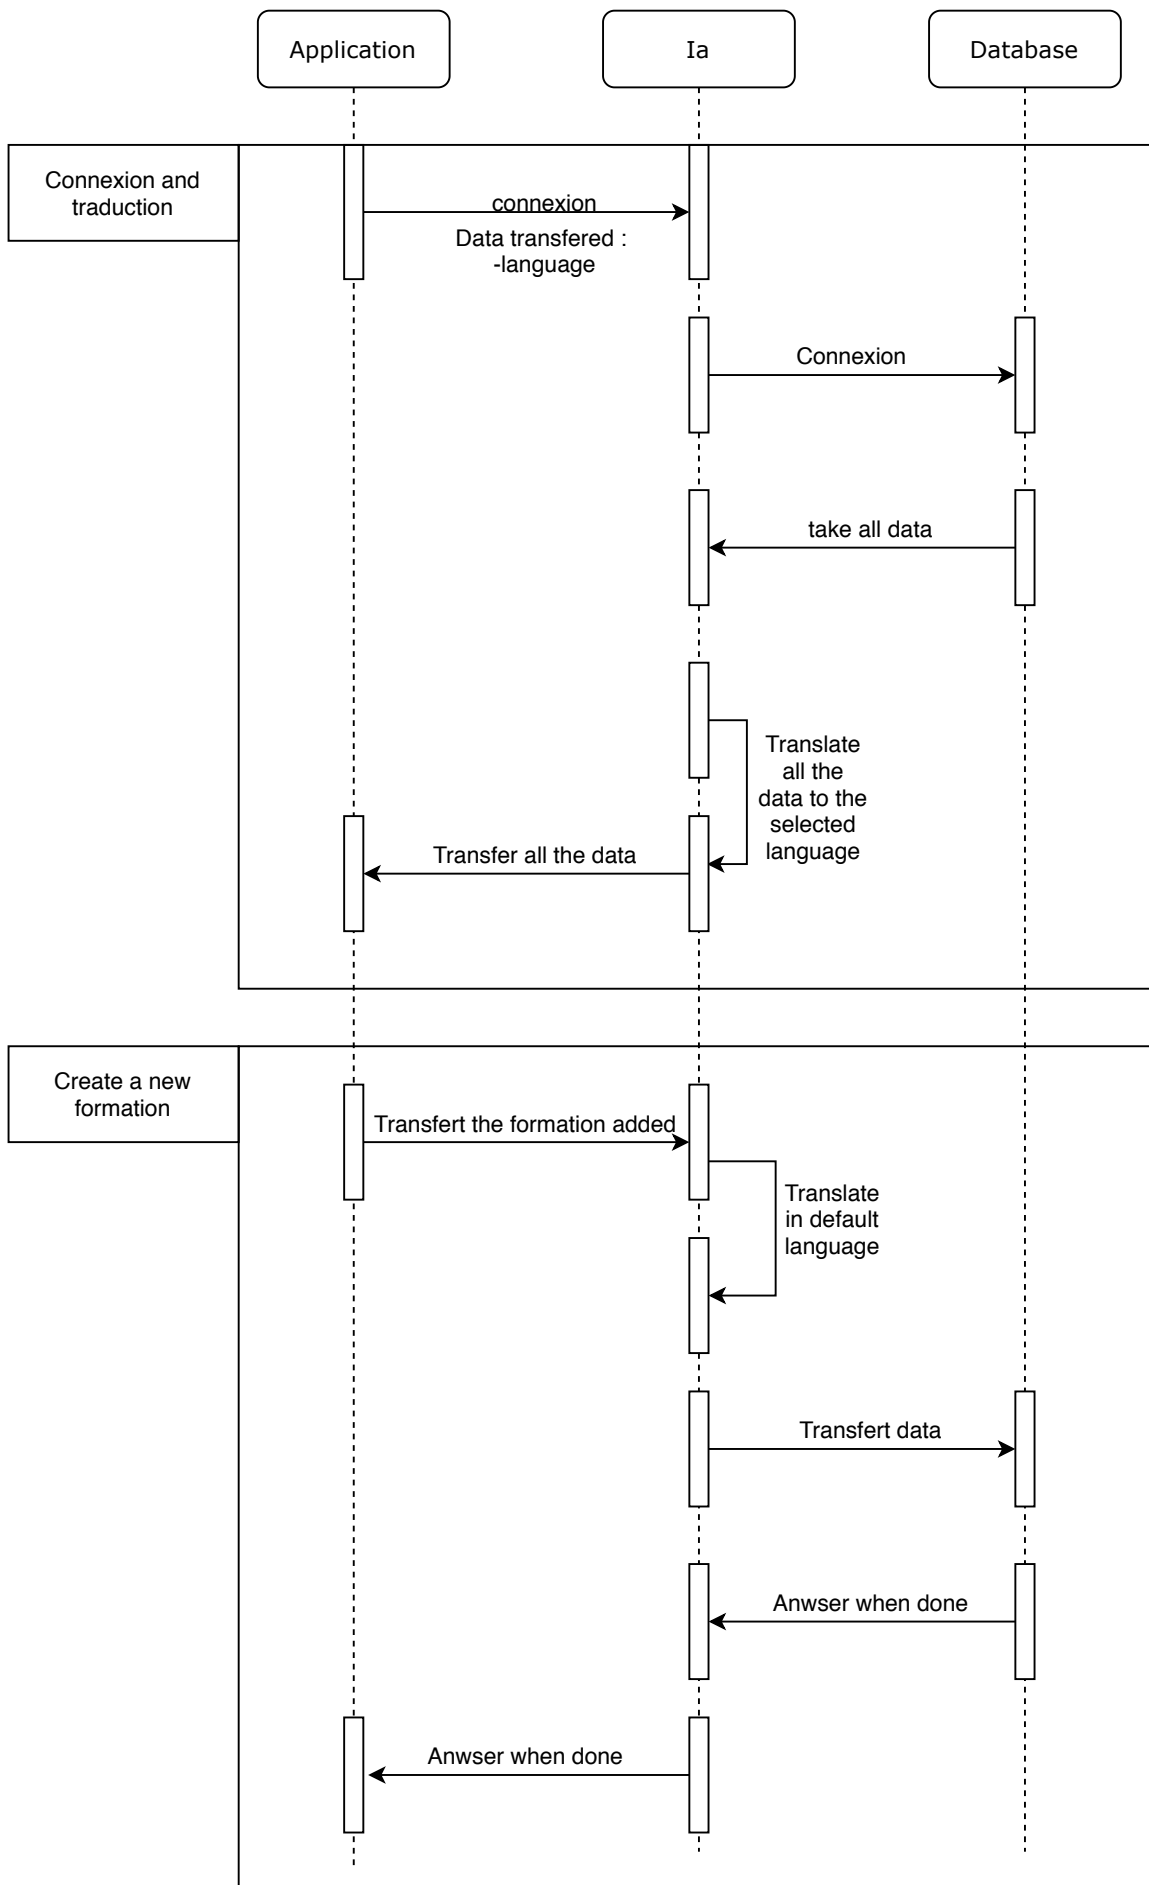 Application
Ia
Database
Connexion and
traduction
connexion
Data transfered :
-language
Connexion
take all data
Translate
all the
data to the
selected
language
Transfer all the data
Create a new
formation
Transfert the formation added
Translate
in default
language
Transfert data
Anwser when done
Anwser when done